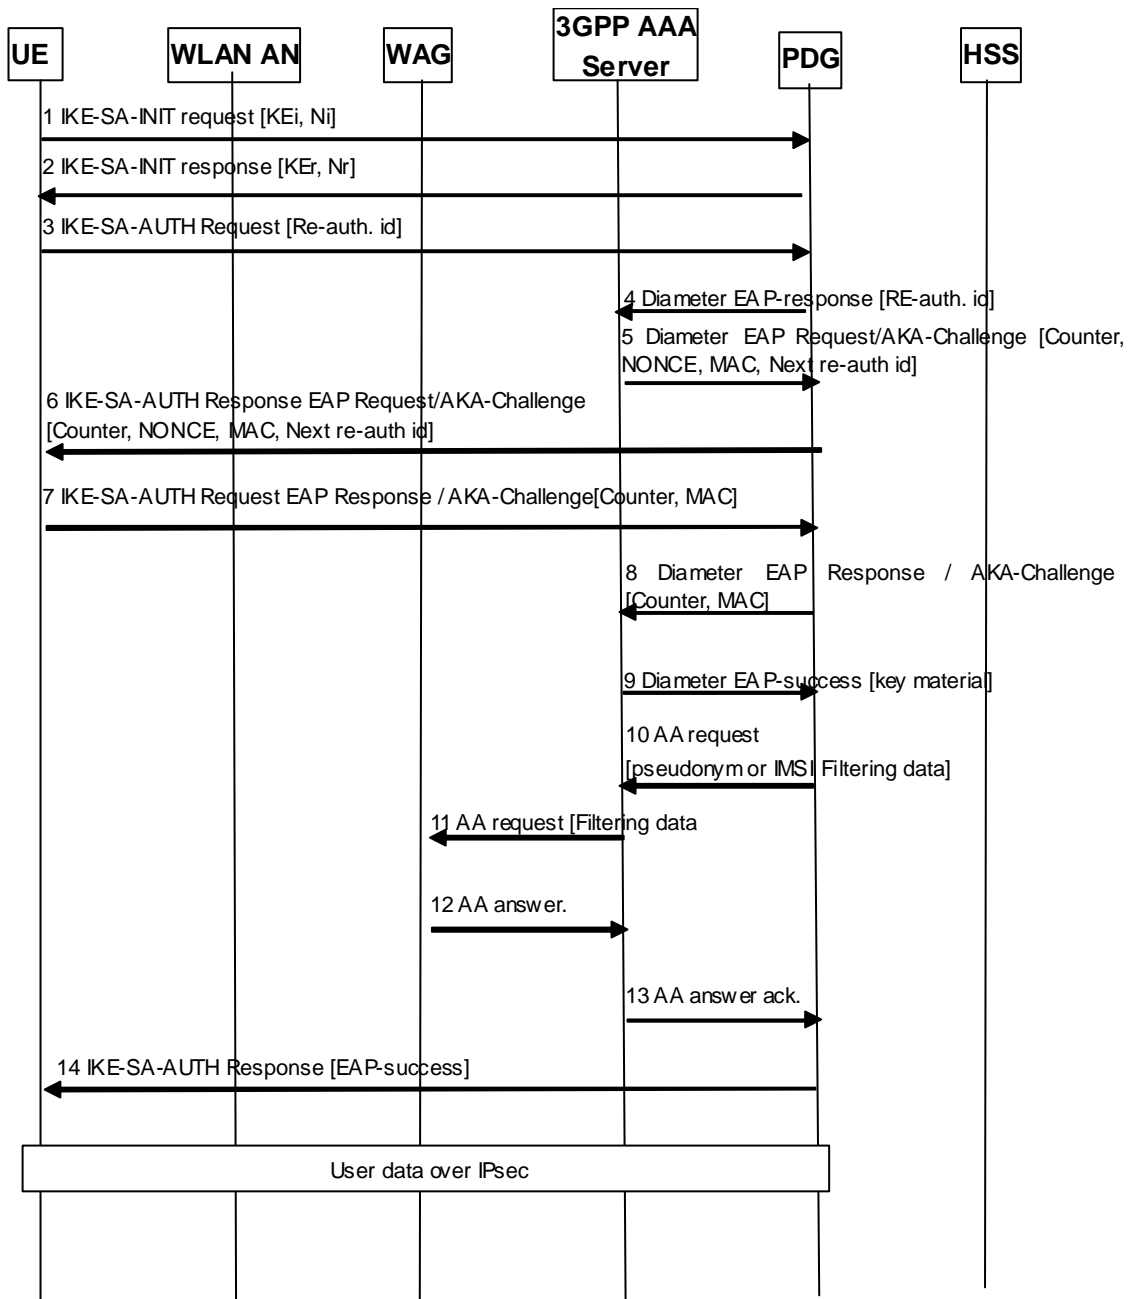 UE
WLAN AN
WAG
3GPP AAA
Server
PDG
HSS
1 IKE-SA-INIT request [KEi, Ni]
2 IKE-SA-INIT response [KEr, Nr]
3 IKE-SA-AUTH Request [Re-auth. id]
4 Diameter EAP-response [RE-auth. id]
5 Diameter EAP Request/AKA-Challenge [Counter,
NONCE, MAC, Next re-auth id]
6 IKE-SA-AUTH Response EAP Request/AKA-Challenge
[Counter, NONCE, MAC, Next re-auth id]
7 IKE-SA-AUTH Request EAP Response / AKA-Challenge[Counter, MAC]
8 Diameter EAP Response / AKA-Challenge
[Counter, MAC]
9 Diameter EAP-success [key material]
10 AA request
[pseudonym or IMSI Filtering data]
11 AA request [Filtering data
12 AA answer.
13 AA answer ack.
14 IKE-SA-AUTH Response [EAP-success]
User data over IPsec